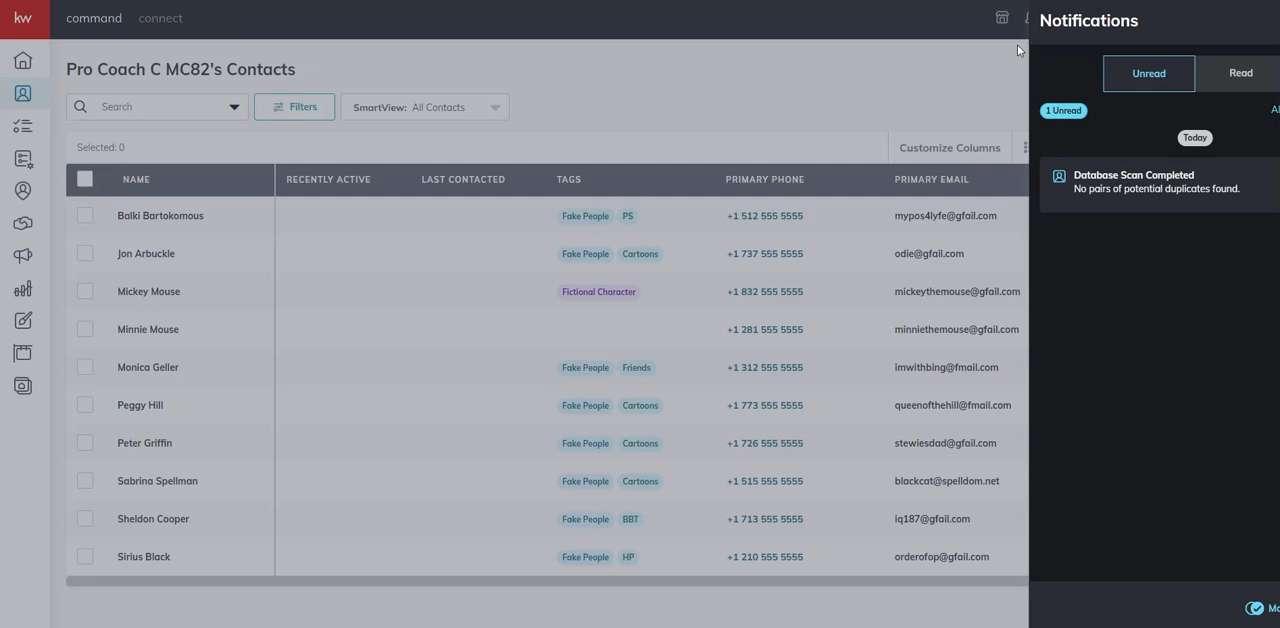 kw command connect
Notifications
Pro Coach C MC82's Contacts
Unread Read
Search Filters SmartView: All Contacts
1 Unread
Today
Selected: 0 Customize Columns
Database Scan Completed
No pairs of potential duplicates found.
NAME RECENTLY ACTIVE LAST CONTACTED TAGS PRIMARY PHONE PRIMARY EMAIL
Balki Bartokomous Fake People PS +1 512 555 5555 mypos4lyfe@gfail.com
Jon Arbuckle Fake People Cartoons +1 737 555 5555 odie@gfail.com
Mickey Mouse Fictional Character +1 832 555 5555 mickeythemouse@gfail.com
Minnie Mouse +1 281 555 5555 minniethemouse@gfail.com
Monica Geller Fake People Friends +1 312 555 5555 imwithbing@fmail.com
Peggy Hill Fake People Cartoons +1 773 555 5555 queenofthehill@fmail.com
Peter Griffin Fake People Cartoons +1 726 555 5555 stewiesdad@gfail.com
Sabrina Spellman Fake People Cartoons +1 515 555 5555 blackcat@spelldom.net
Sheldon Cooper Fake People BBT +1 713 555 5555 iq187@gfail.com
Sirius Black Fake People HP +1 210 555 5555 orderofop@gfail.com